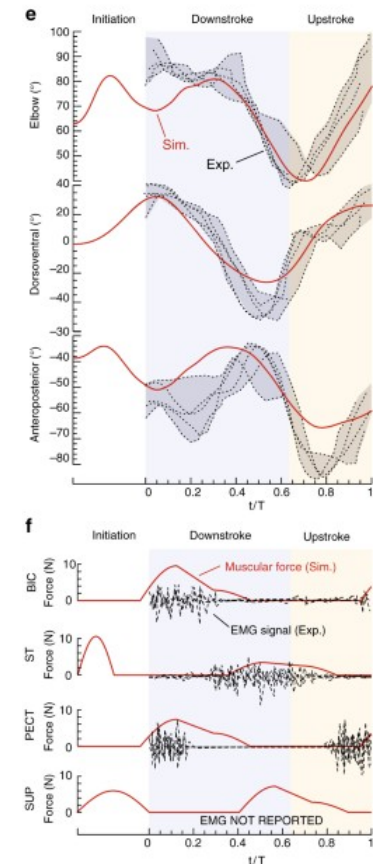 e
Initiation Downstroke Upstroke
100
90
80
70
60
50
40
Elbow (°)
Sim.
Exp.
20
0
−20
−40
−30
Dorsoventral (°)
−40
−50
−60
−70
−80
Anteroposterior (°)
0 0.2 0.4 0.6 0.8 1
t/T
f
Initiation Downstroke Upstroke
BIC
Force (N)
10
0
Muscular force (Sim.)
EMG signal (Exp.)
ST
Force (N)
10
0
PECT
Force (N)
10
0
SUP
Force (N)
10
0
EMG NOT REPORTED
0 0.2 0.4 0.6 0.8 1
t/T